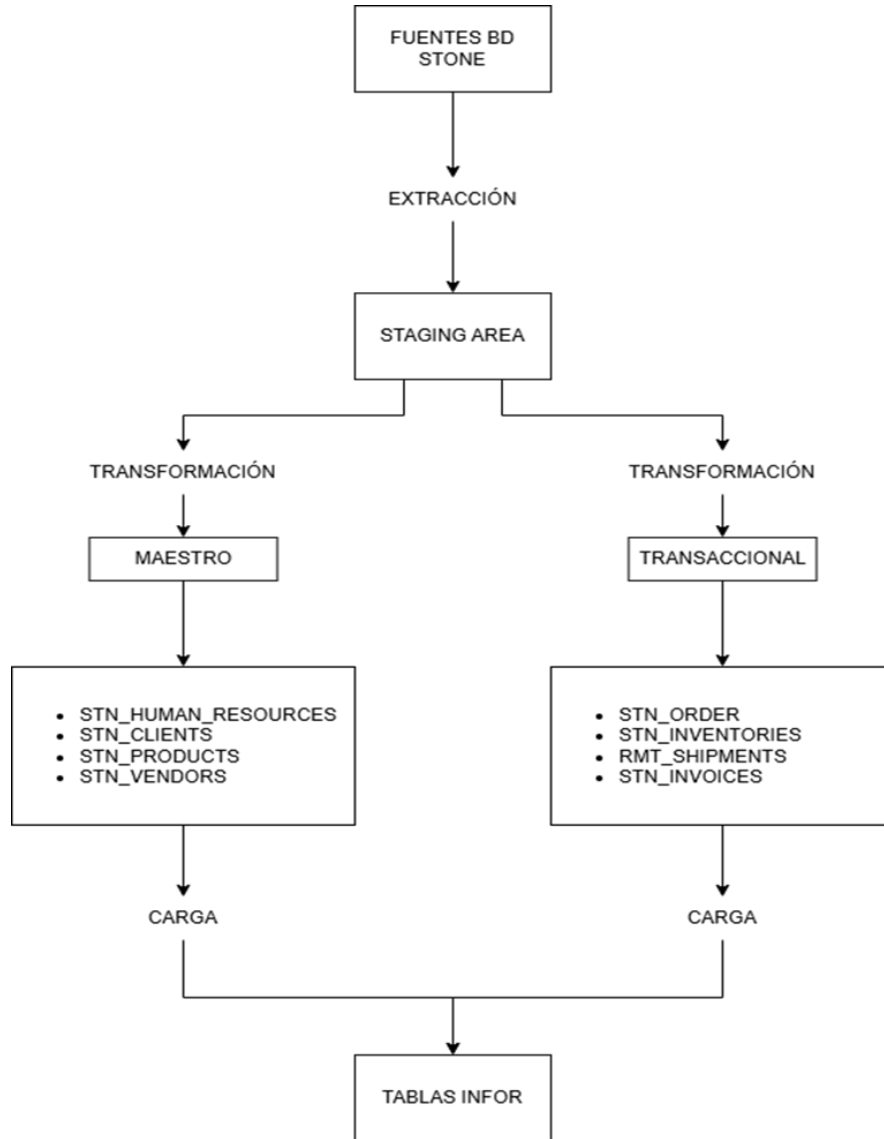 FUENTES BD
STONE
EXTRACCIÓN
STAGING AREA
TRANSFORMACIÓN
MAESTRO
• STN_HUMAN_RESOURCES
• STN_CLIENTS
• STN_PRODUCTS
• STN_VENDORS
CARGA
TRANSFORMACIÓN
TRANSACCIONAL
• STN_ORDER
• STN_INVENTORIES
• RMT_SHIPMENTS
• STN_INVOICES
CARGA
TABLAS INFOR